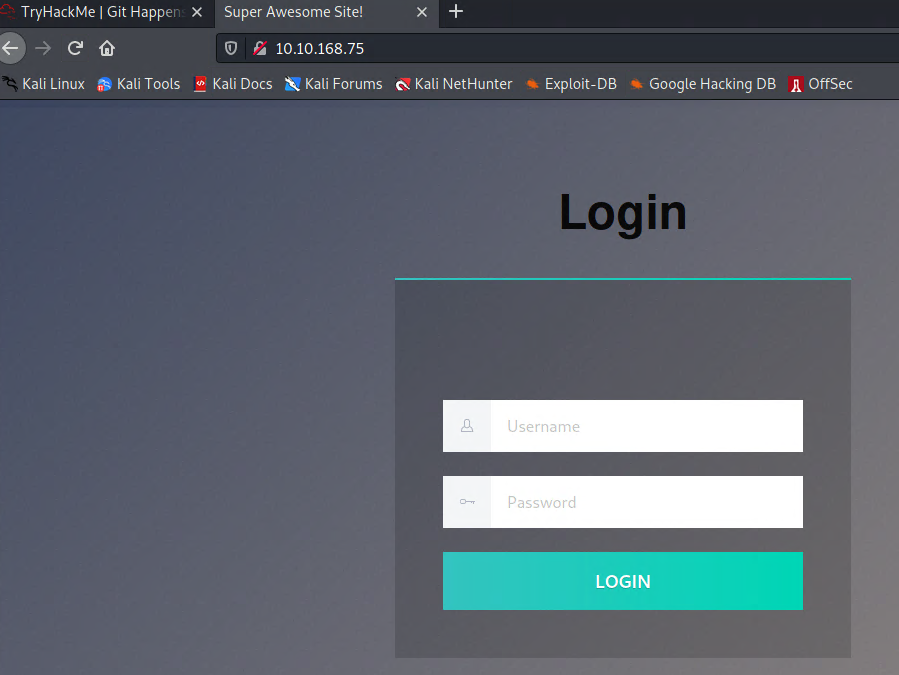 TryHackMe | Git Happens
Super Awesome Site!
10.10.168.75
Kali Linux Kali Tools Kali Docs Kali Forums Kali NetHunter Exploit-DB Google Hacking DB OffSec
Login
Username
Password
LOGIN